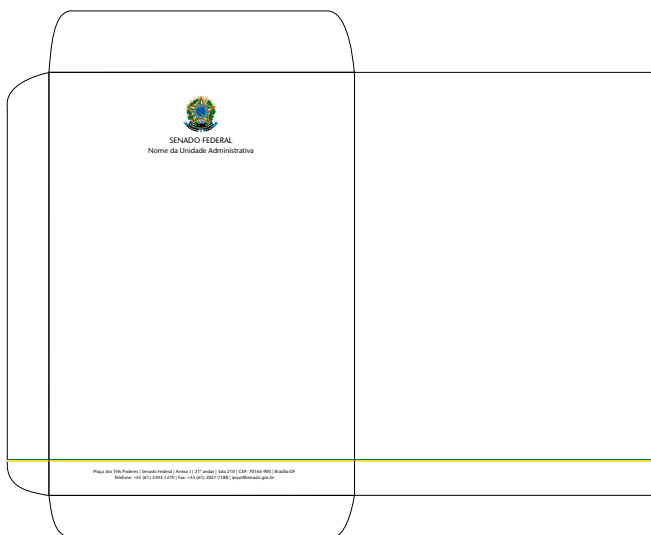 SENADO FEDERAL
Nome da Unidade Administrativa
Praça dos Três Poderes | Senado Federal | Anexo I | 21º andar | Sala 210 | CEP: 70165-900 | Brasília-DF
Telefone: +55 (61) 3303-1270 | Fax: +55 (61) 2027-7188 | ipsun@senado.gov.br